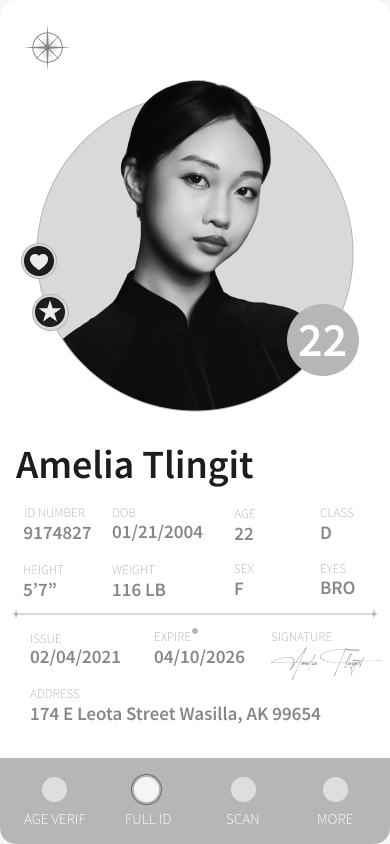 22
Amelia Tlingit
ID NUMBER DOB AGE CLASS
9174827 01/21/2004 22 D
HEIGHT WEIGHT SEX EYES
5’7” 116 LB F BRO
ISSUE EXPIRE SIGNATURE
02/04/2021 04/10/2026 Amelia Tlingit
ADDRESS
174 E Leota Street Wasilla, AK 99654
AGE VERIF FULL ID SCAN MORE